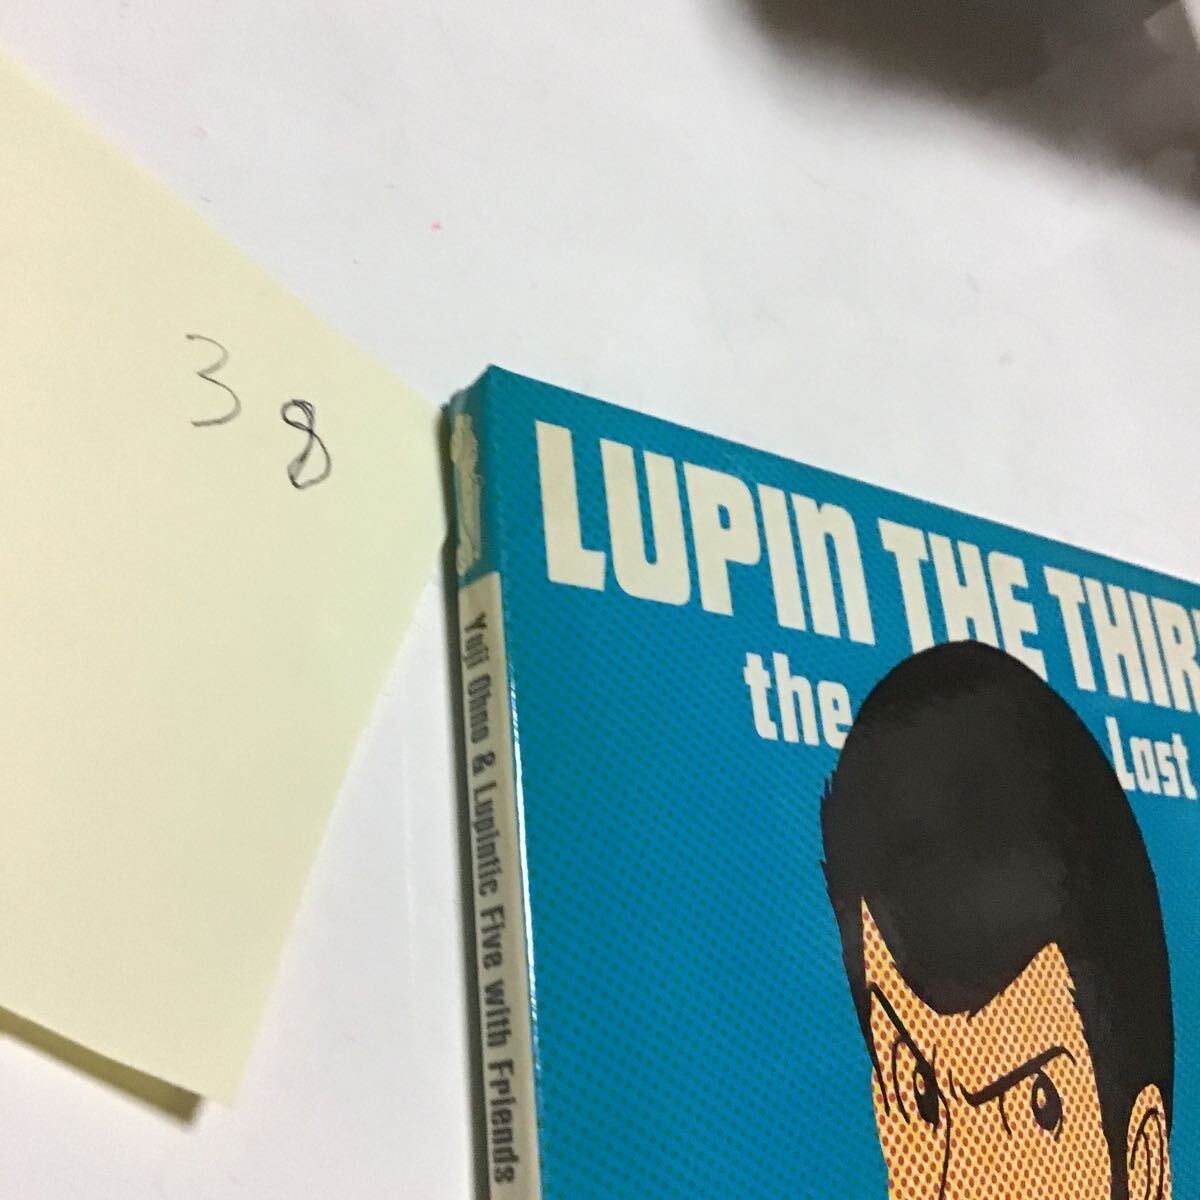 38
LUPIN THE THIR
the Last
Yuji Ohno & Lupintic Five with Friends